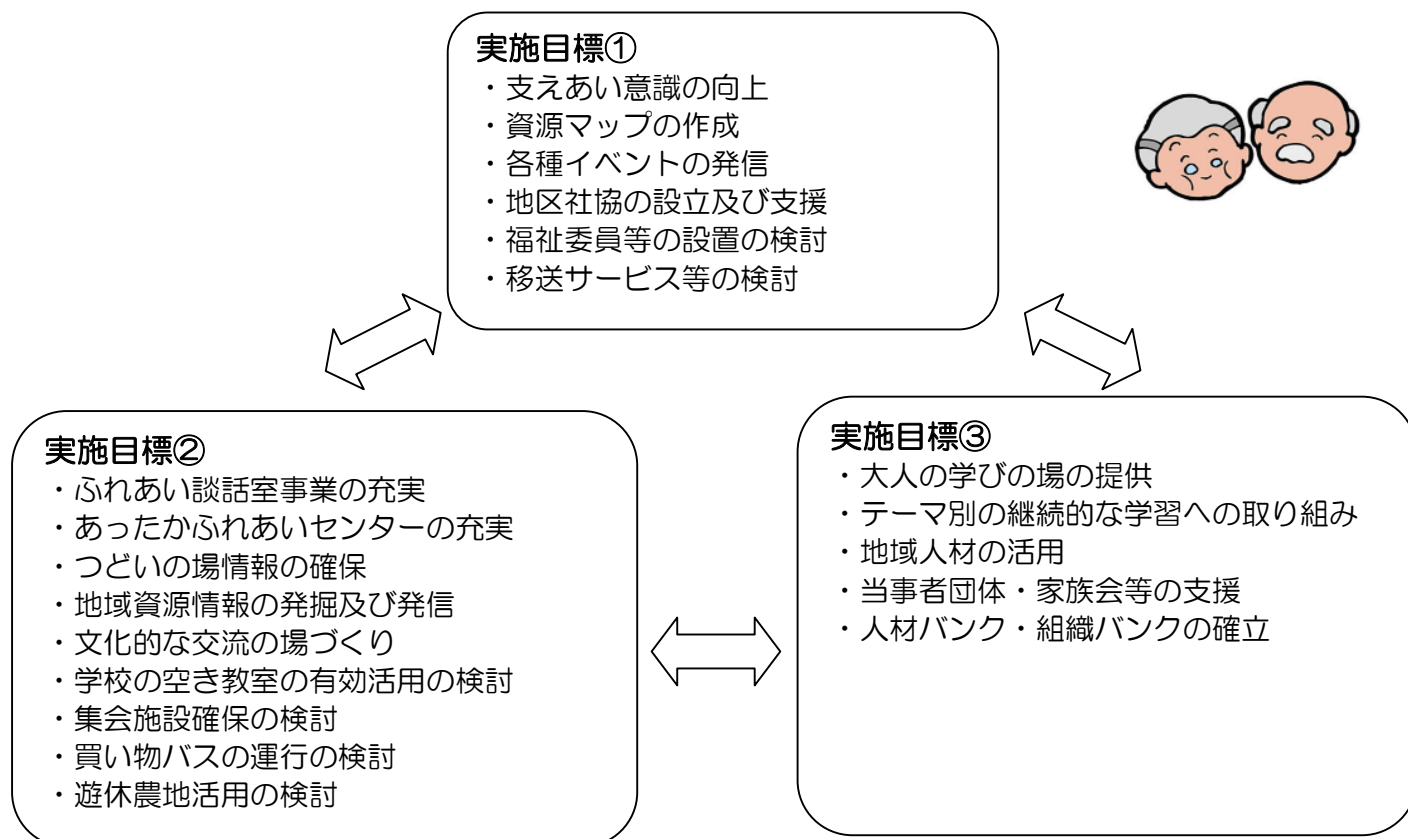 実施目標①
・支えあい意識の向上
・資源マップの作成
・各種イベントの発信
・地区社協の設立及び支援
・福祉委員等の設置の検討
・移送サービス等の検討
実施目標②
・ふれあい談話室事業の充実
・あったかふれあいセンターの充実
・つどいの場情報の確保
・地域資源情報の発掘及び発信
・文化的な交流の場づくり
・学校の空き教室の有効活用の検討
・集会施設確保の検討
・買い物バスの運行の検討
・遊休農地活用の検討
実施目標③
・大人の学びの場の提供
・テーマ別の継続的な学習への取り組み
・地域人材の活用
・当事者団体・家族会等の支援
・人材バンク・組織バンクの確立